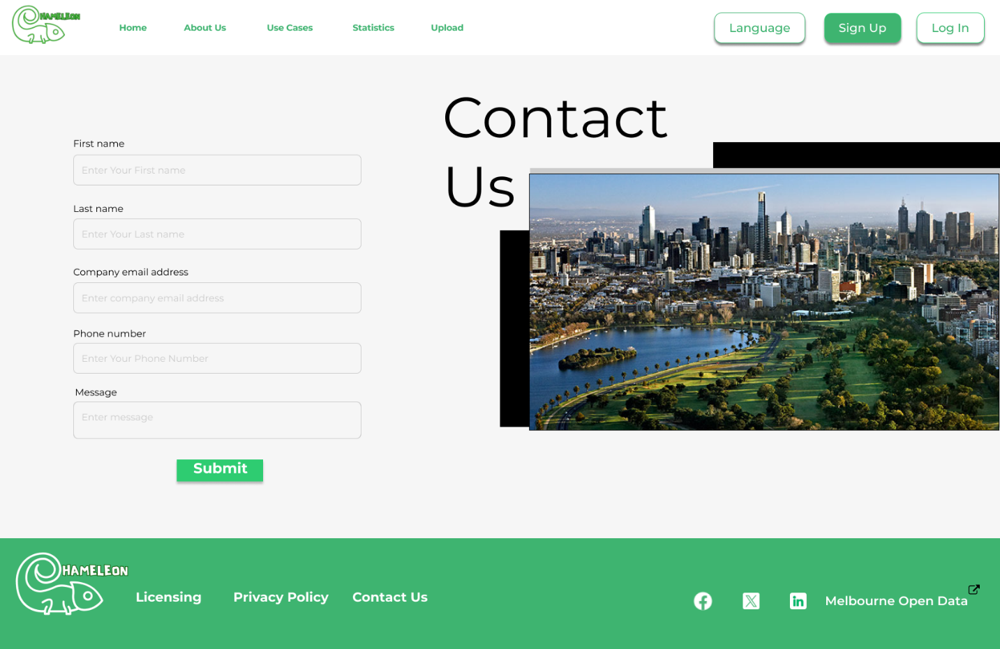 HAMELEON
Home
About Us
Use Cases
Statistics
Upload
Language
Sign Up
Log In
Contact
Us
First name
Enter Your First name
Last name
Enter Your Last name
Company email address
Enter company email address
Phone number
Enter Your Phone Number
Message
Enter message
Submit
HAMELEON
Licensing
Privacy Policy
Contact Us
Melbourne Open Data